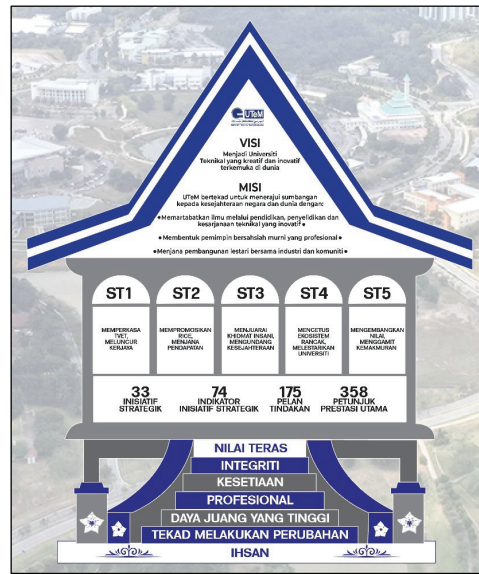 UTeM
VISI
Menjadi Universiti
Teknikal yang kreatif dan inovatif
terkemuka di dunia
MISI
UTeM bertekad untuk menerajui sumbangan
kepada kesejahteraan negara dan dunia dengan:
•Memartabatkan ilmu melalui pendidikan, penyelidikan dan
kesarjanaan teknikal yang inovatif•
•Membentuk pemimpin bersahsiah murni yang profesional•
•Menjana pembangunan lestari bersama industri dan komuniti•
ST1
MEMPERKASA
TVET,
MELUNCUR
KERJAYA
ST2
MEMPROMOSIKAN
RICE,
MENJANA
PENDAPATAN
ST3
MENJUARAI
KHIDMAT INSANI,
MENGUNDANG
KESEJAHTERAAN
ST4
MENCETUS
EKOSISTEM
RANCAK,
MELESTARIKAN
UNIVERSITI
ST5
MENGEMBANGKAN
NILAI,
MENGGAMIT
KEMAKMURAN
33
INISIATIF
STRATEGIK
74
INDIKATOR
INISIATIF STRATEGIK
175
PELAN
TINDAKAN
358
PETUNJUK
PRESTASI UTAMA
NILAI TERAS
INTEGRITI
KESETIAAN
PROFESIONAL
DAYA JUANG YANG TINGGI
TEKAD MELAKUKAN PERUBAHAN
IHSAN